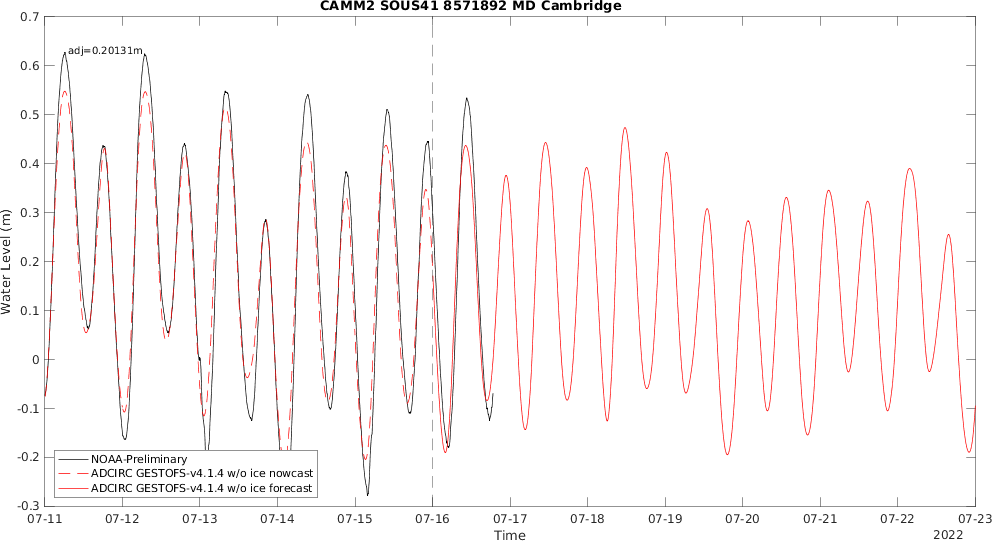 CAMM2 SOUS41 8571892 MD Cambridge
adj=0.20131m
Water Level (m)
0.7
0.6
0.5
0.4
0.3
0.2
0.1
0
-0.1
-0.2
-0.3
NOAA-Preliminary
ADCIRC GESTOFS-v4.1.4 w/o ice nowcast
ADCIRC GESTOFS-v4.1.4 w/o ice forecast
07-11 07-12 07-13 07-14 07-15 07-16 07-17 07-18 07-19 07-20 07-21 07-22 07-23
Time
2022